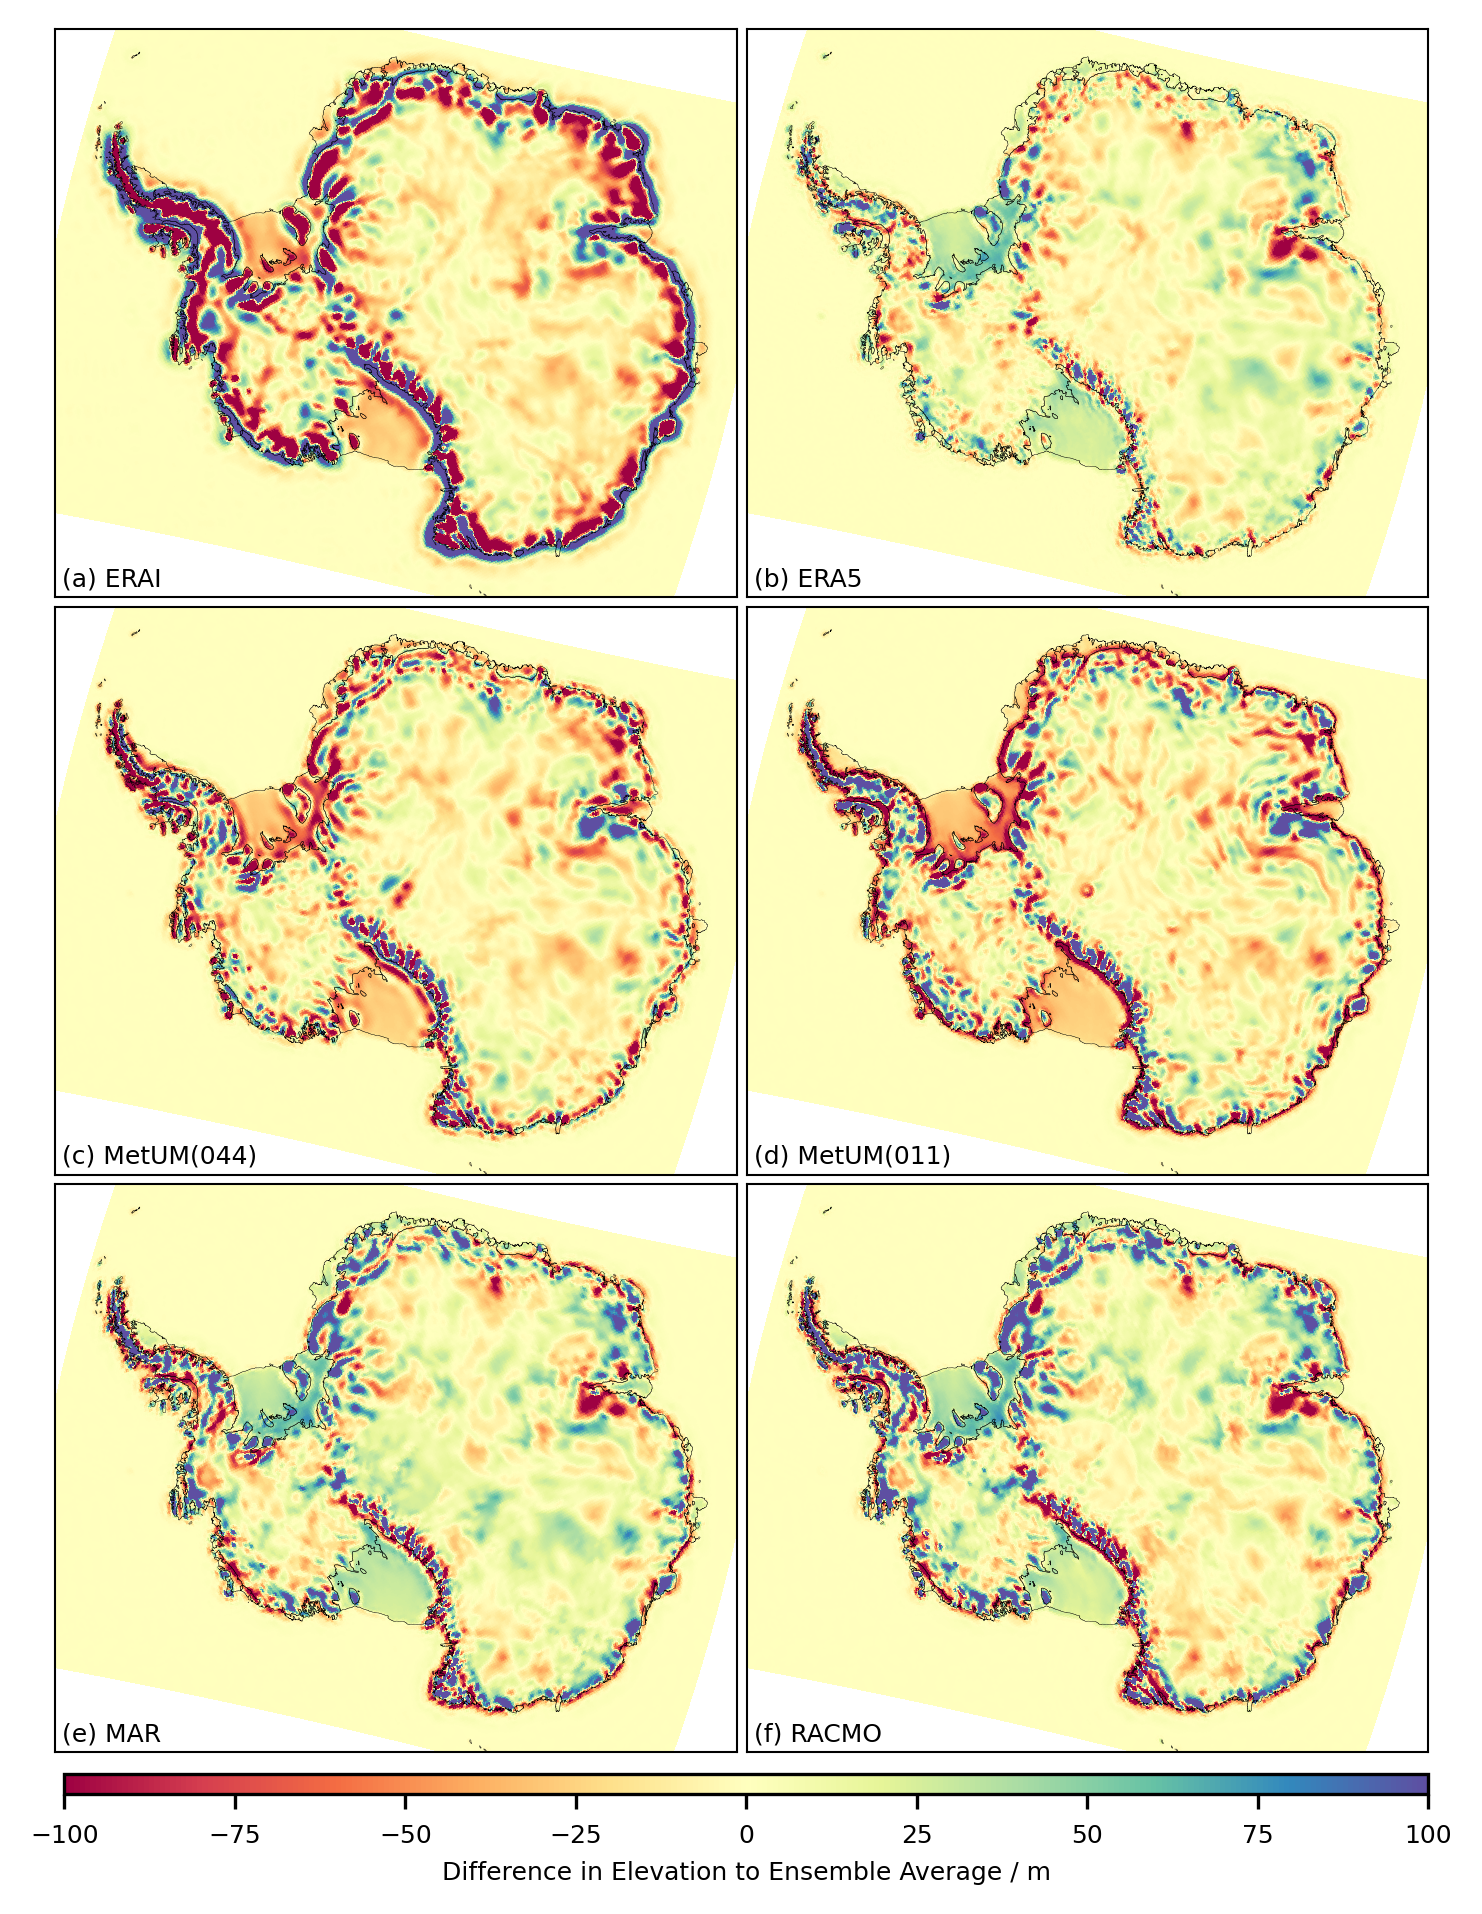 (a) ERAI
(b) ERA5
(c) MetUM(044)
(d) MetUM(011)
(e) MAR
(f) RACMO
−100 −75 −50 −25 0 25 50 75 100
Difference in Elevation to Ensemble Average / m